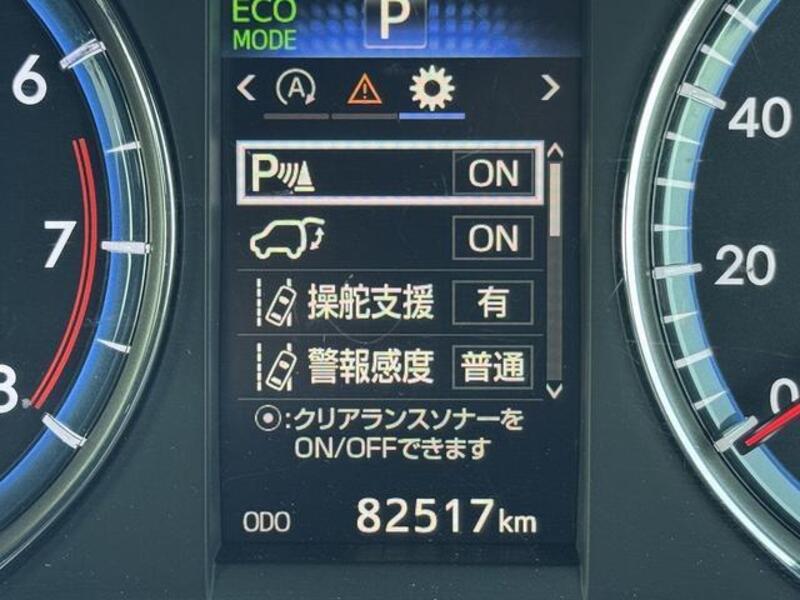 ECO
MODE
P
A
P ON
ON
操舵支援 有
警報感度 普通
⦿:クリアランスソナーを
ON/OFFできます
ODO 82517km
6
7
8
40
20
0